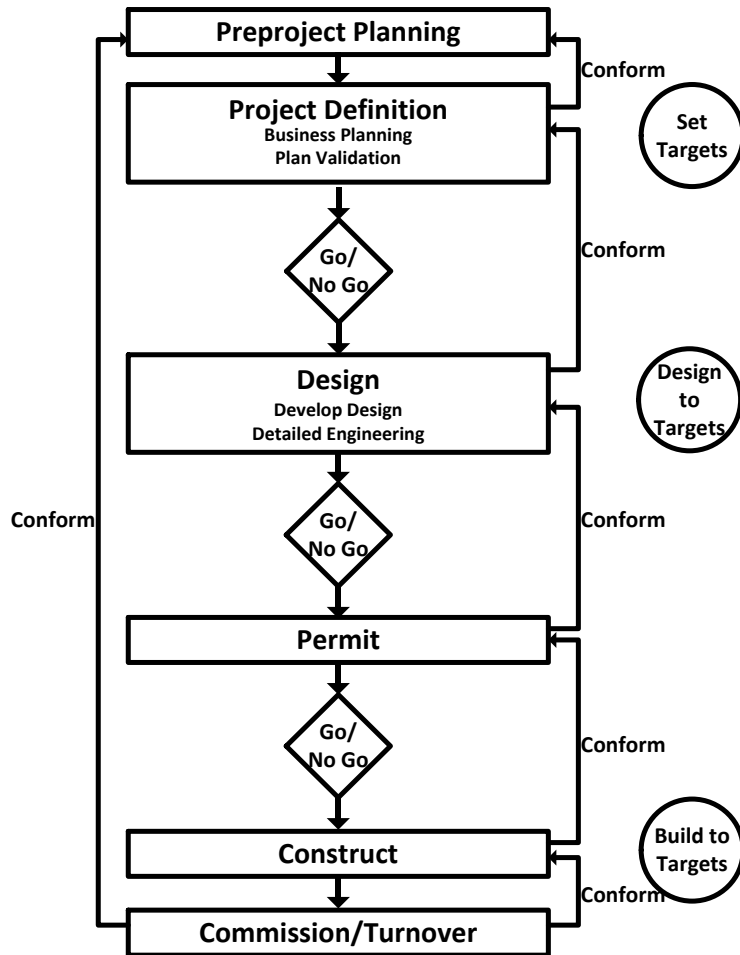 Preproject Planning
Conform
Project Definition
Business Planning
Plan Validation
Set
Targets
Go/
No Go
Conform
Design
Develop Design
Detailed Engineering
Design
to
Targets
Conform
Go/
No Go
Conform
Permit
Go/
No Go
Conform
Construct
Build to
Targets
Conform
Commission/Turnover